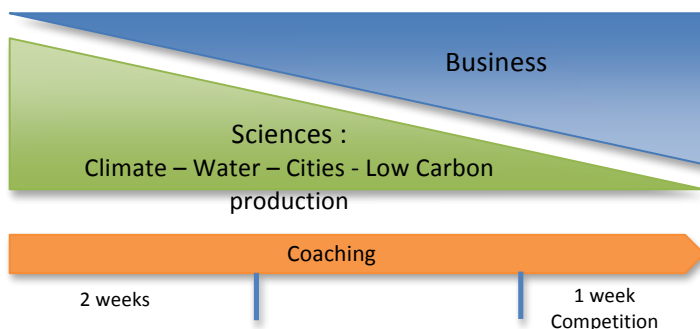 Business
Sciences :
Climate – Water – Cities - Low Carbon
production
Coaching
2 weeks
1 week
Competition